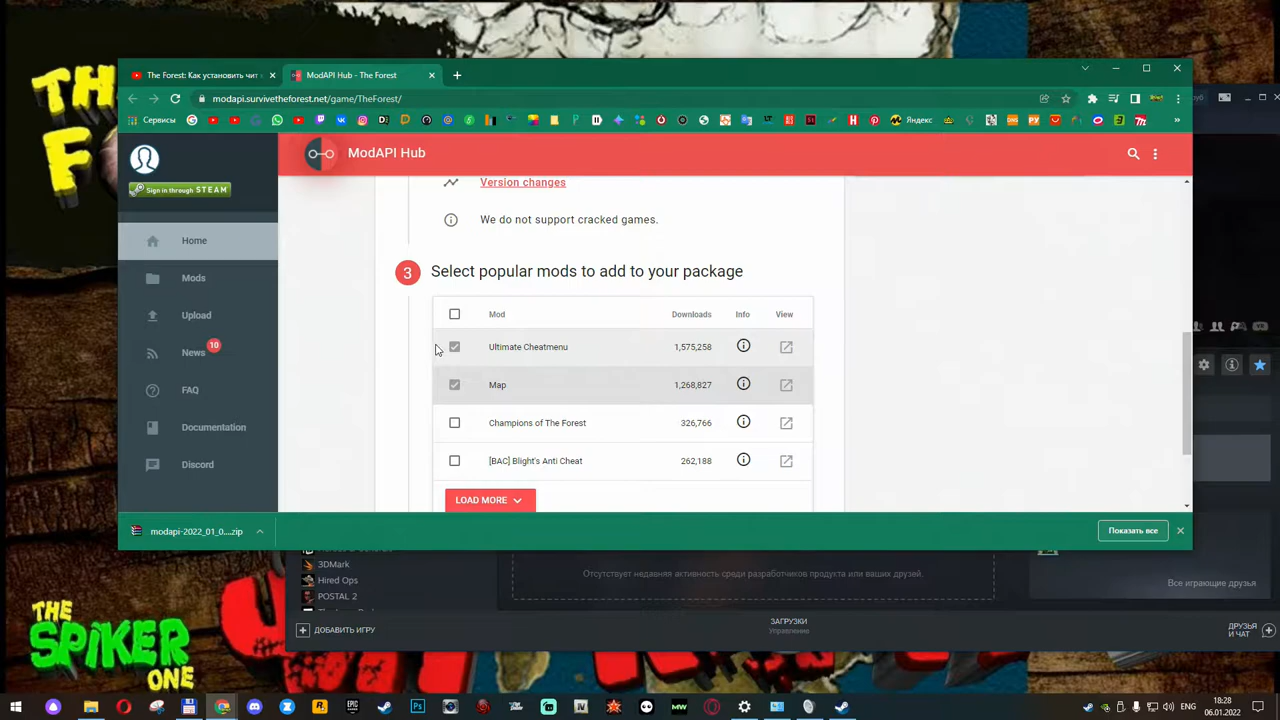 The Forest: Как установить чит
ModAPI Hub - The Forest
modapi.survivetheforest.net/game/TheForest/
Сервисы
Яндекс
ModAPI Hub
Sign in through STEAM
Home
Mods
Upload
News 10
FAQ
Documentation
Discord
Version changes
We do not support cracked games.
3 Select popular mods to add to your package
Mod Downloads Info View
Ultimate Cheatmenu 1,575,258
Map 1,268,827
Champions of The Forest 326,766
[BAC] Blight's Anti Cheat 262,188
LOAD MORE
modapi-2022_01_0....zip
Показать все
3DMark
Hired Ops
POSTAL 2
Отсутствует недавняя активность среди разработчиков продукта или ваших друзей.
Все играющие друзья
ДОБАВИТЬ ИГРУ
ЗАГРУЗКИ
Управление
ДРУЗЬЯ
И ЧАТ
THE
SPIKER
ONE
ENG
18:28
06.01.2022